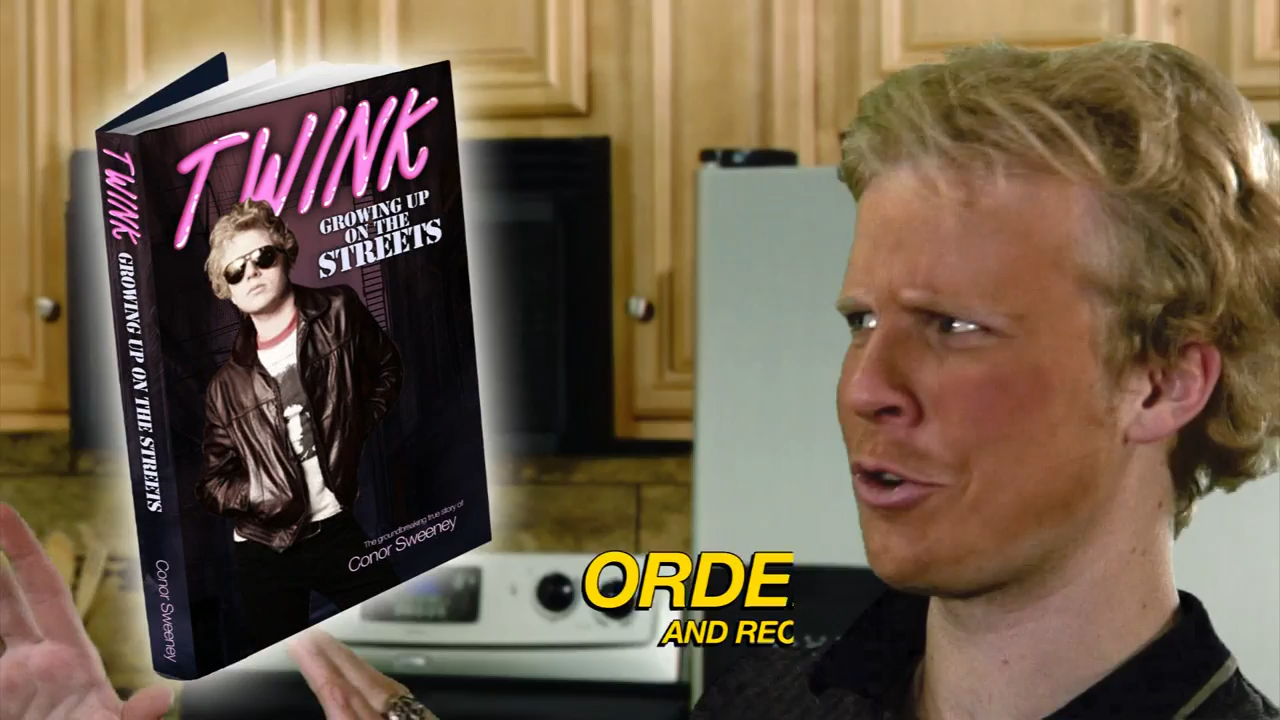 TWINK
GROWING UP
ON THE
STREETS
The groundbreaking true story of
Conor Sweeney
TWINK GROWING UP ON THE STREETS
Conor Sweeney
ORDE
AND REC